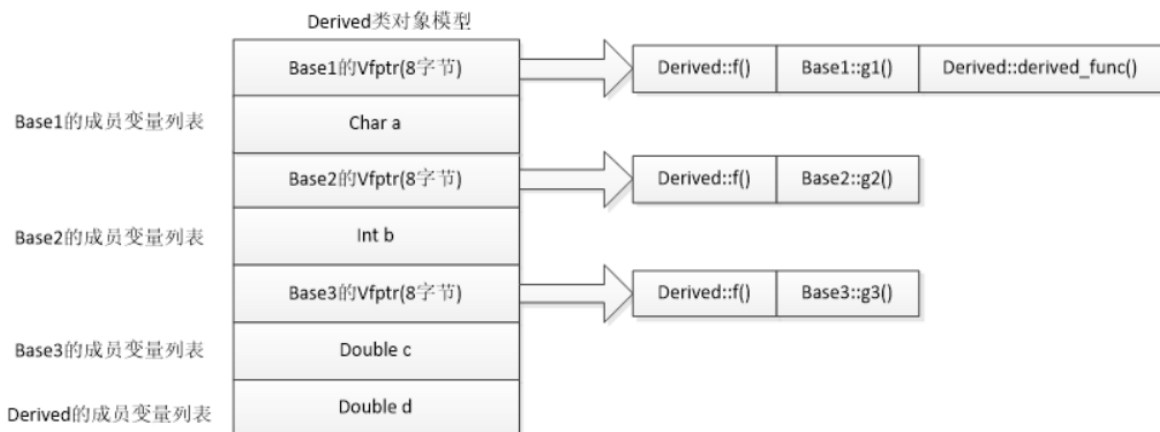 Derived类对象模型
Base1的Vfptr(8字节)
Derived::f()
Base1::g1()
Derived::derived_func()
Base1的成员变量列表
Char a
Base2的Vfptr(8字节)
Derived::f()
Base2::g2()
Base2的成员变量列表
Int b
Base3的Vfptr(8字节)
Derived::f()
Base3::g3()
Base3的成员变量列表
Double c
Derived的成员变量列表
Double d